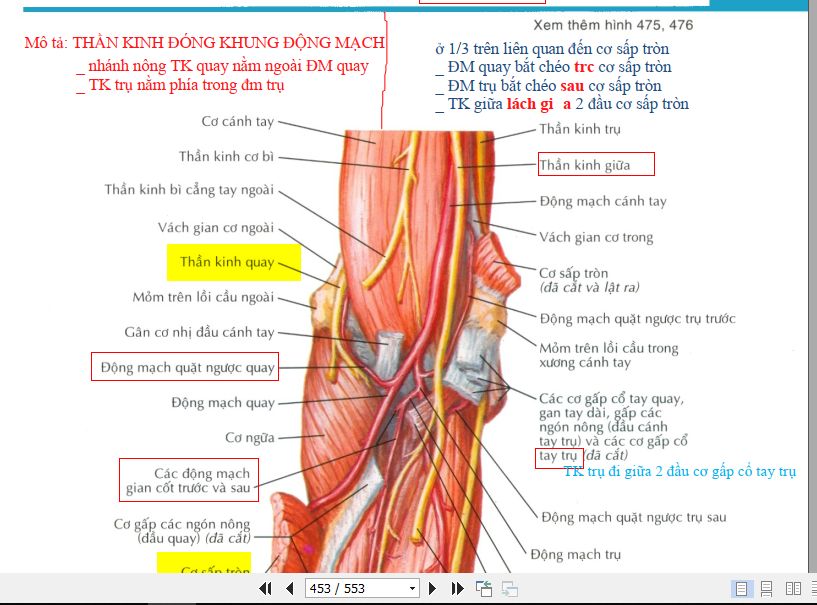 Xem thêm hình 475, 476
Mô tả: THẦN KINH ĐÓNG KHUNG ĐỘNG MẠCH
_ nhánh nông TK quay nằm ngoài ĐM quay
_ TK trụ nằm phía trong đm trụ
ở 1/3 trên liên quan đến cơ sấp tròn
_ ĐM quay bắt chéo trc cơ sấp tròn
_ ĐM trụ bắt chéo sau cơ sấp tròn
_ TK giữa lách gi a 2 đầu cơ sấp tròn
Cơ cánh tay
Thần kinh cơ bì
Thần kinh bì cẳng tay ngoài
Vách gian cơ ngoài
Thần kinh quay
Mỏm trên lồi cầu ngoài
Gân cơ nhị đầu cánh tay
Động mạch quặt ngược quay
Động mạch quay
Cơ ngửa
Các động mạch
gian cốt trước và sau
Cơ gấp các ngón nông
(đầu quay) (đã cắt)
Cơ sấp tròn
Thần kinh trụ
Thần kinh giữa
Động mạch cánh tay
Vách gian cơ trong
Cơ sấp tròn
(đã cắt và lật ra)
Động mạch quặt ngược trụ trước
Mỏm trên lồi cầu trong
xương cánh tay
Các cơ gấp cổ tay quay,
gan tay dài, gấp các
ngón nông (đầu cánh
tay trụ) và các cơ gấp cổ
tay trụ (đã cắt)
TK trụ đi giữa 2 đầu cơ gấp cổ tay trụ
Động mạch quặt ngược trụ sau
Động mạch trụ
453 / 553